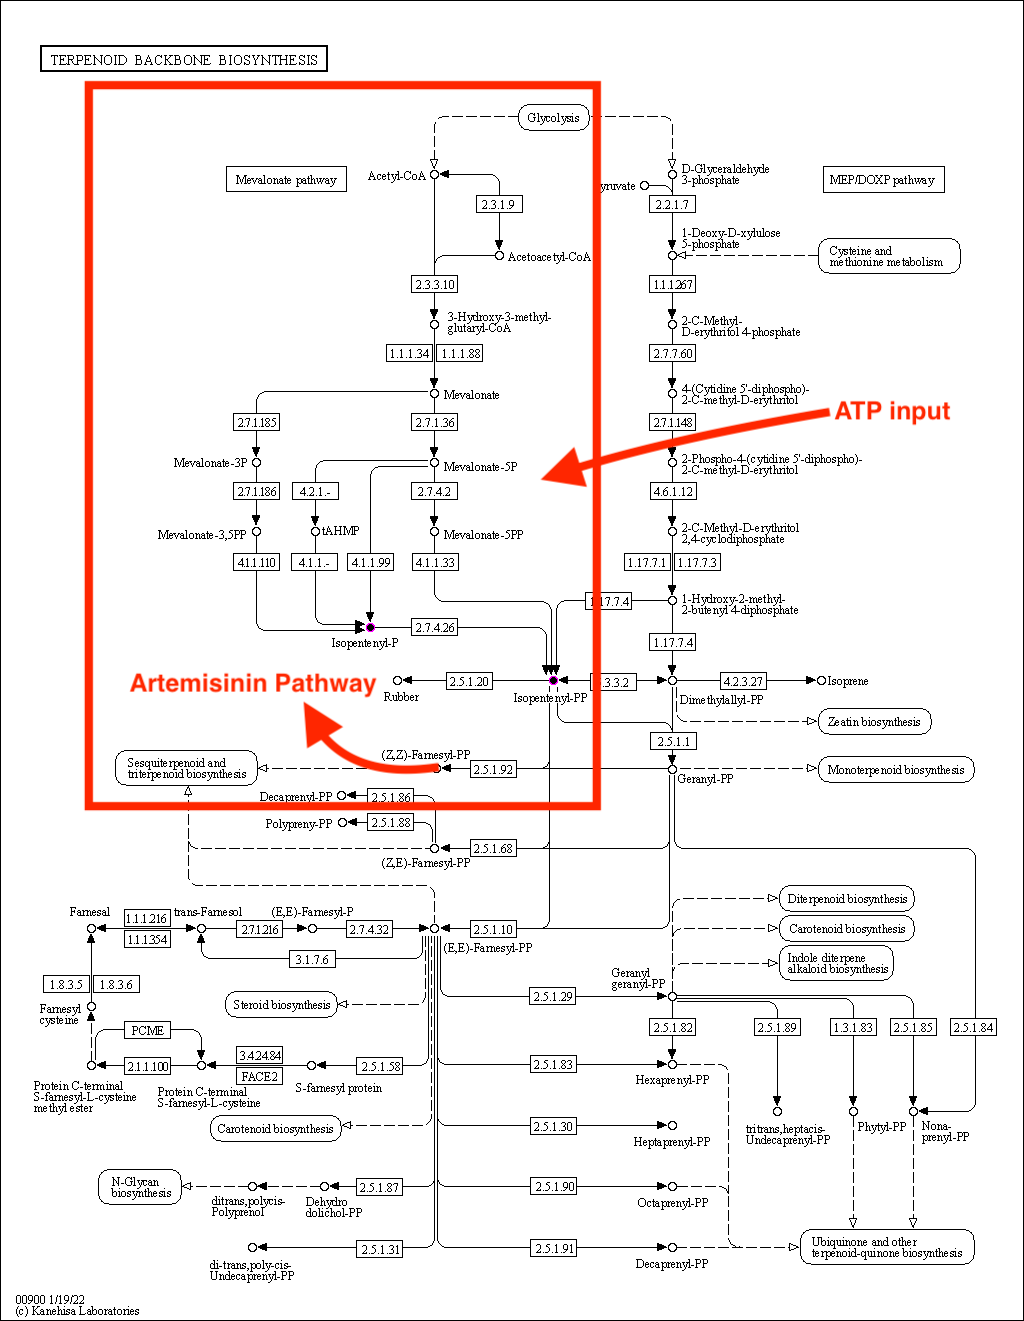 TERPENOID BACKBONE BIOSYNTHESIS
Glycolysis
Mevalonate pathway
Acetyl-CoA
D-Glyceraldehyde
3-phosphate
MEP/DOXP pathway
yruvate
2.3.1.9
2.2.1.7
1-Deoxy-D-xylulose
5-phosphate
Acetoacetyl-CoA
Cysteine and
methionine metabolism
2.3.3.10
1.1.1.267
3-Hydroxy-3-methyl-
glutaryl-CoA
2-C-Methyl-
D-erythritol 4-phosphate
1.1.1.34
1.1.1.88
2.7.7.60
Mevalonate
4-(Cytidine 5'-diphospho)-
2-C-methyl-D-erythritol
ATP input
2.7.1.185
2.7.1.36
2.7.1.148
Mevalonate-3P
Mevalonate-5P
2-Phospho-4-(cytidine 5'-diphospho)-
2-C-methyl-D-erythritol
2.7.1.186
4.2.1.-
2.7.4.2
4.6.1.12
Mevalonate-3,5PP
tAHMP
Mevalonate-5PP
2-C-Methyl-D-erythritol
2,4-cyclodiphosphate
4.1.1.110
4.1.1.-
4.1.1.99
4.1.1.33
1.17.7.1
1.17.7.3
1.17.7.4
1-Hydroxy-2-methyl-
2-butenyl 4-diphosphate
Isopentenyl-P
2.7.4.26
1.17.7.4
Artemisinin Pathway
Rubber
2.5.1.20
Isopentenyl-PP
.3.3.2
Dimethylallyl-PP
4.2.3.27
Isoprene
Zeatin biosynthesis
2.5.1.1
Sesquiterpenoid and
triterpenoid biosynthesis
(Z,Z)-Farnesyl-PP
2.5.1.92
Geranyl-PP
Monoterpenoid biosynthesis
Decaprenyl-PP
2.5.1.86
Polypreny-PP
2.5.1.88
(Z,E)-Farnesyl-PP
2.5.1.68
Farnesal
1.1.1.216
1.1.1.354
trans-Farnesol
2.7.1.216
(E,E)-Farnesyl-P
2.7.4.32
(E,E)-Farnesyl-PP
2.5.1.10
Diterpenoid biosynthesis
Carotenoid biosynthesis
3.1.7.6
Indole diterpene
alkaloid biosynthesis
1.8.3.5
1.8.3.6
Geranyl
geranyl-PP
Farnesyl
cysteine
Steroid biosynthesis
2.5.1.29
PCME
2.5.1.82
2.5.1.89
1.3.1.83
2.5.1.85
2.5.1.84
2.1.1.100
3.4.24.84
FACE2
2.5.1.58
2.5.1.83
Protein C-terminal
S-farnesyl-L-cysteine
methyl ester
Protein C-terminal
S-farnesyl-L-cysteine
S-farnesyl protein
Hexaprenyl-PP
Carotenoid biosynthesis
2.5.1.30
Heptaprenyl-PP
tritrans,heptacis-
Undecaprenyl-PP
Phytyl-PP
Nona-
prenyl-PP
N-Glycan
biosynthesis
ditrans,polycis-
Polyprenol
Dehydro
dolichol-PP
2.5.1.87
2.5.1.90
Octaprenyl-PP
di-trans,poly-cis-
Undecaprenyl-PP
2.5.1.31
2.5.1.91
Decaprenyl-PP
Ubiquinone and other
terpenoid-quinone biosynthesis
00900 1/19/22
(c) Kanehisa Laboratories